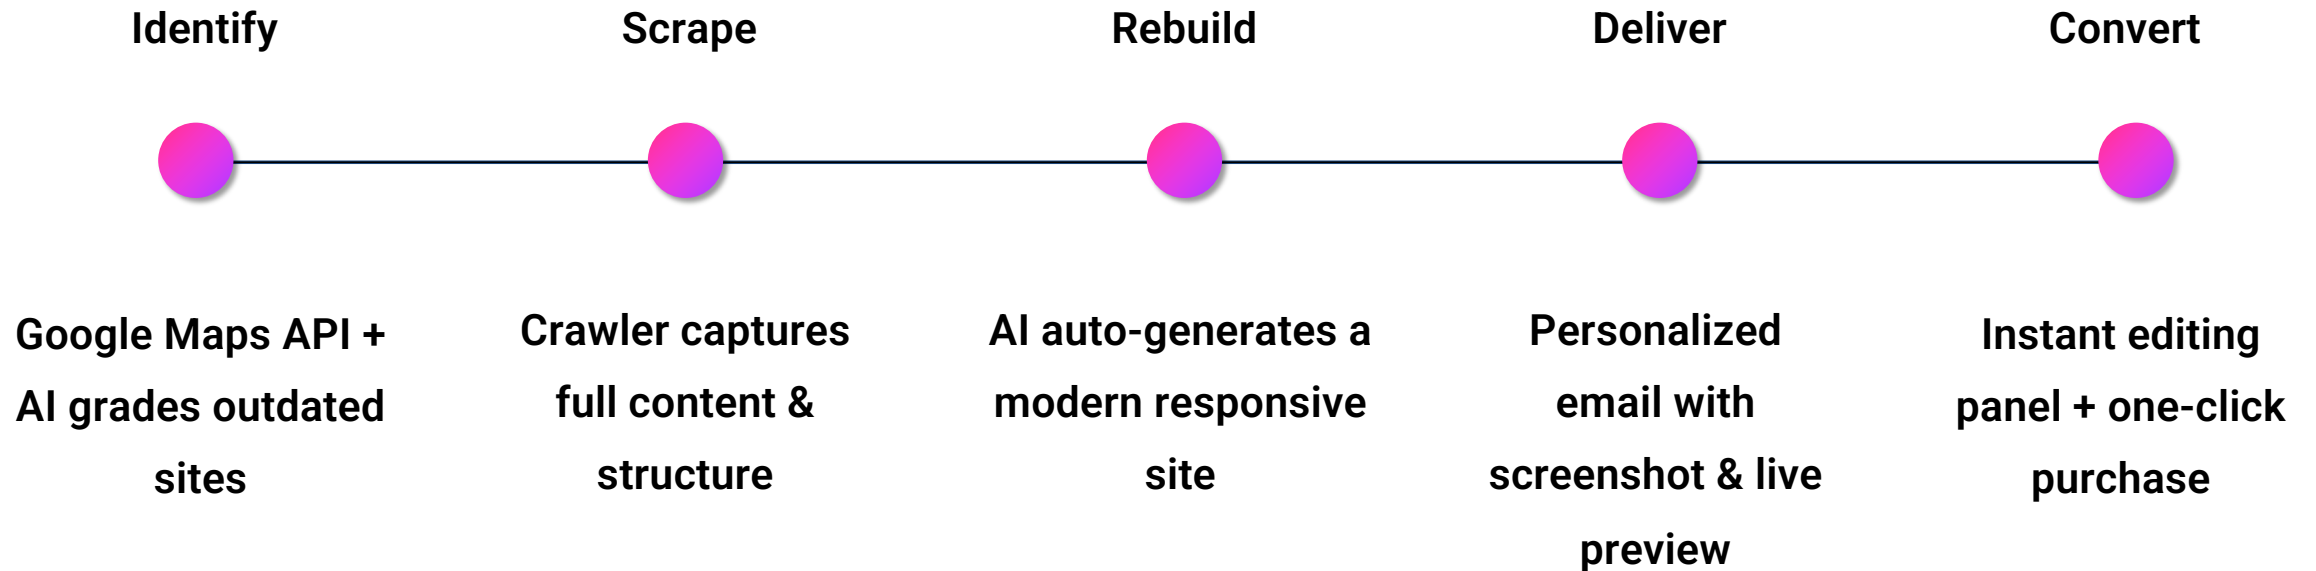 Identify
Scrape
Rebuild
Deliver
Convert
Google Maps API +
AI grades outdated
sites
Crawler captures
full content &
structure
AI auto-generates a
modern responsive
site
Personalized
email with
screenshot & live
preview
Instant editing
panel + one-click
purchase